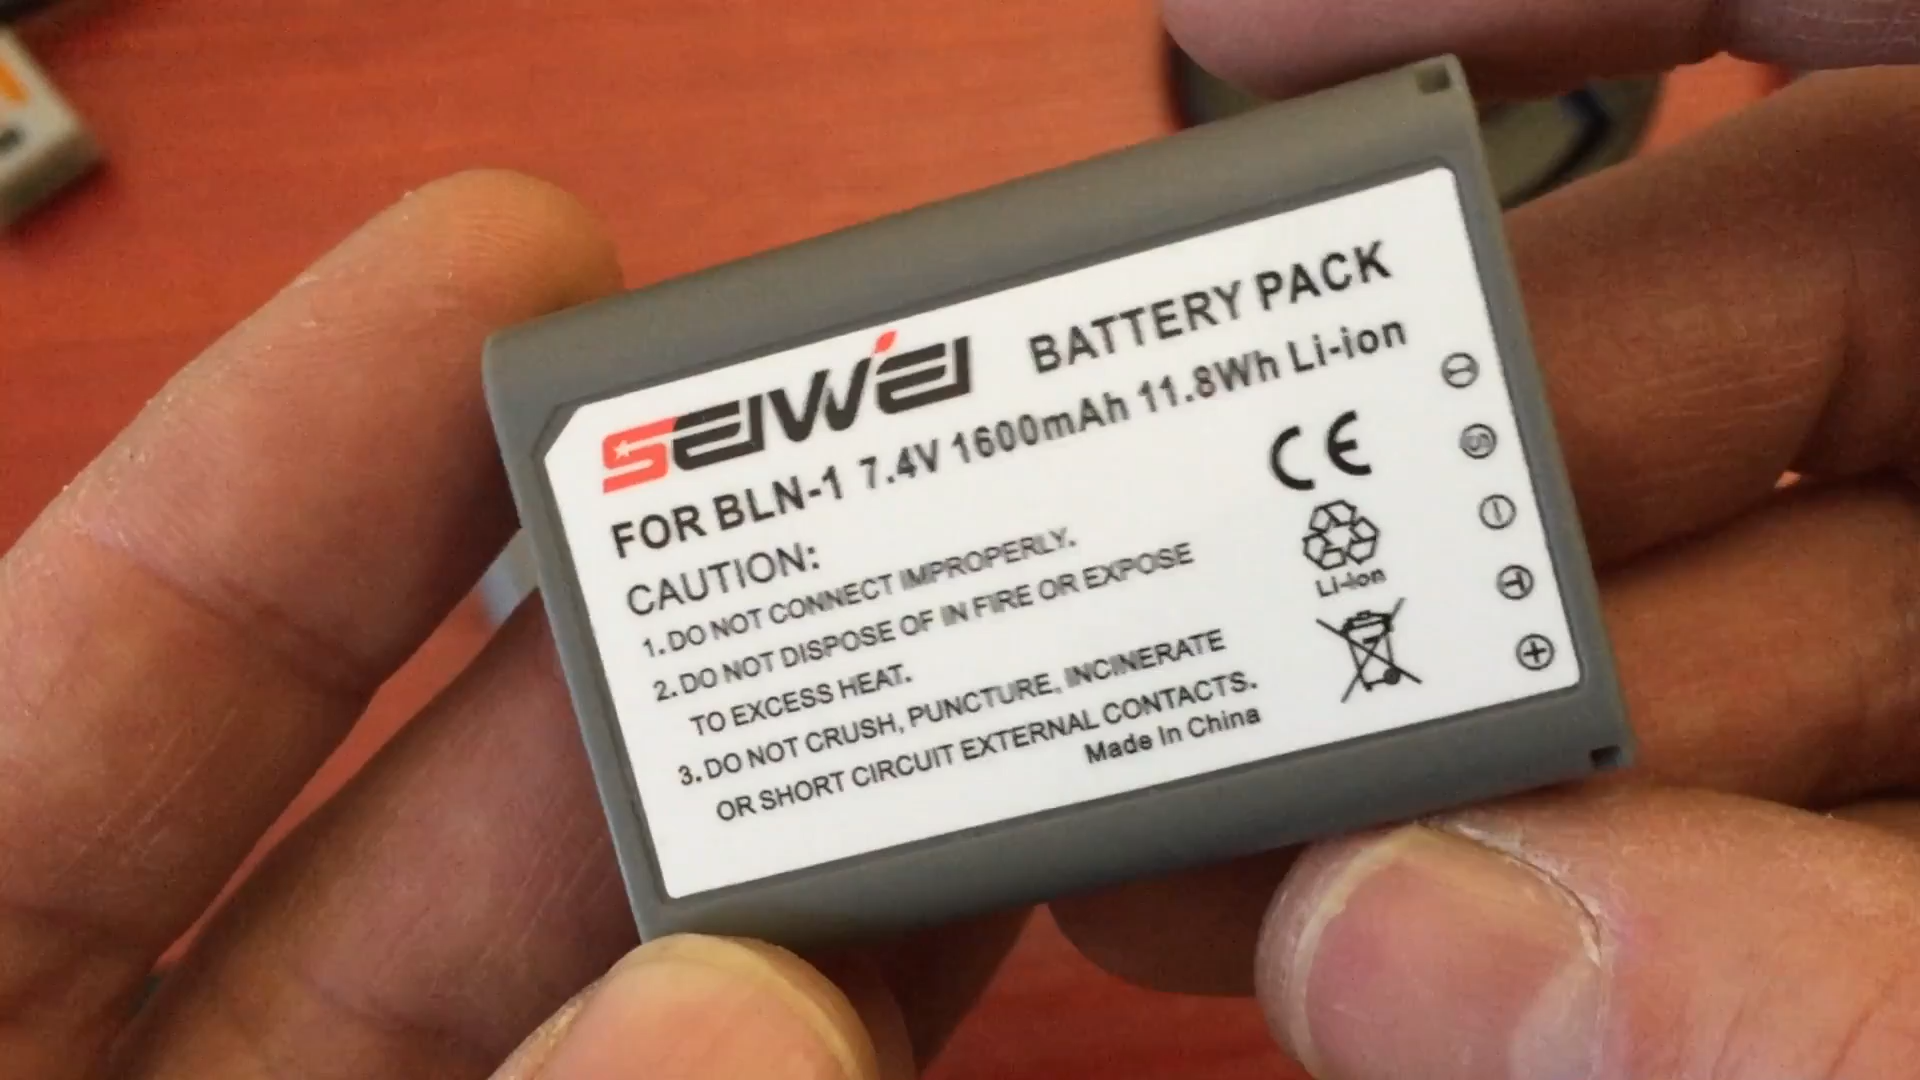 SEIWEI BATTERY PACK
FOR BLN-1 7.4V 1600mAh 11.8Wh Li-ion
CAUTION:
1.DO NOT CONNECT IMPROPERLY.
2.DO NOT DISPOSE OF IN FIRE OR EXPOSE
TO EXCESS HEAT.
3.DO NOT CRUSH, PUNCTURE, INCINERATE
OR SHORT CIRCUIT EXTERNAL CONTACTS.
Made In China
CE
Li-ion
S
T